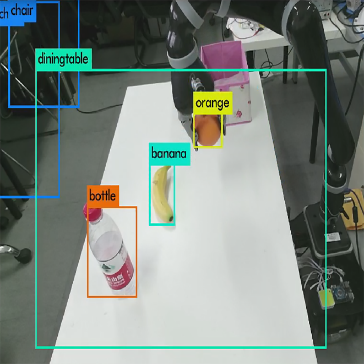 ch
chair
diningtable
orange
banana
bottle